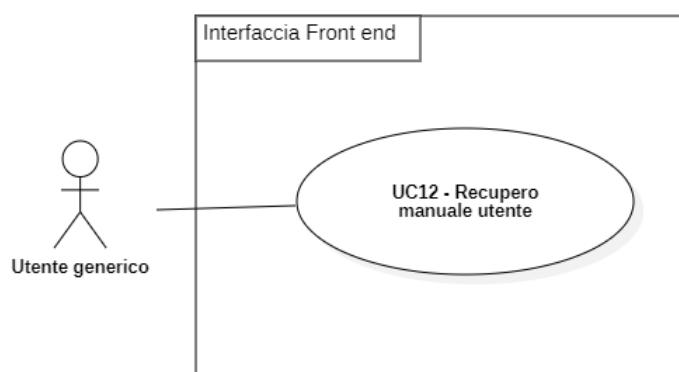 Interfaccia Front end
UC12 - Recupero
manuale utente
Utente generico